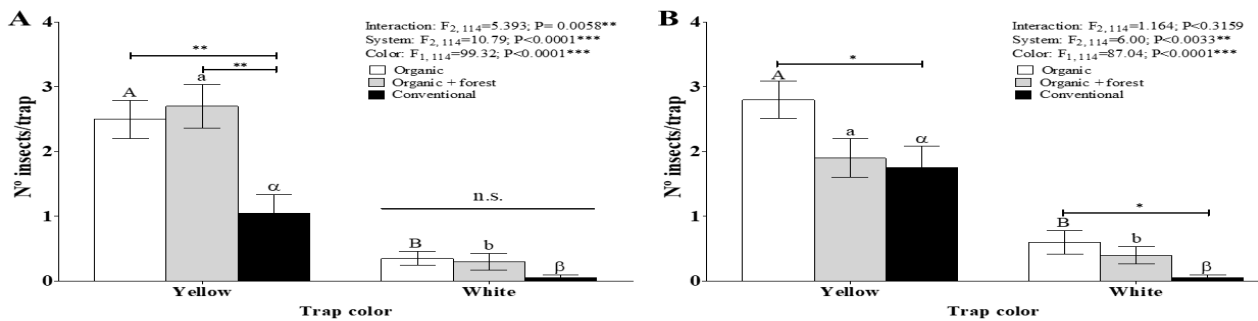 A
Interaction: F2, 114=5.393; P= 0.0058**
System: F2, 114=10.79; P<0.0001***
Color: F1, 114=99.32; P<0.0001***
Organic
Organic + forest
Conventional
Nº insects/trap
4
3
2
1
0
**
**
A
a
α
n.s.
B
b
β
Yellow
White
Trap color
B
Interaction: F2, 114=1.164; P<0.3159
System: F2, 114=6.00; P<0.0033**
Color: F1, 114=87.04; P<0.0001***
Organic
Organic + forest
Conventional
Nº insects/trap
4
3
2
1
0
*
A
a
α
*
B
b
β
Yellow
White
Trap color